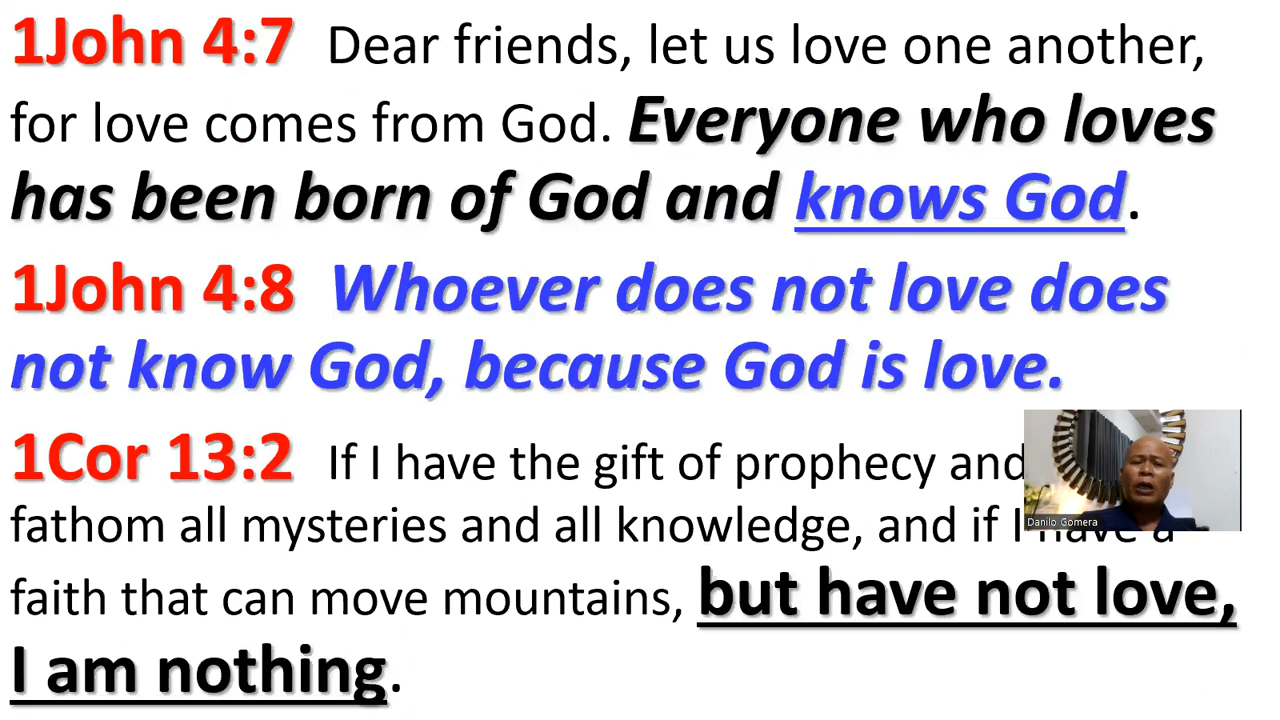 1John 4:7 Dear friends, let us love one another,
for love comes from God. Everyone who loves
has been born of God and knows God.
1John 4:8 Whoever does not love does
not know God, because God is love.
1Cor 13:2 If I have the gift of prophecy and
fathom all mysteries and all knowledge, and if I have a
Danilo Gomera
faith that can move mountains, but have not love,
I am nothing.